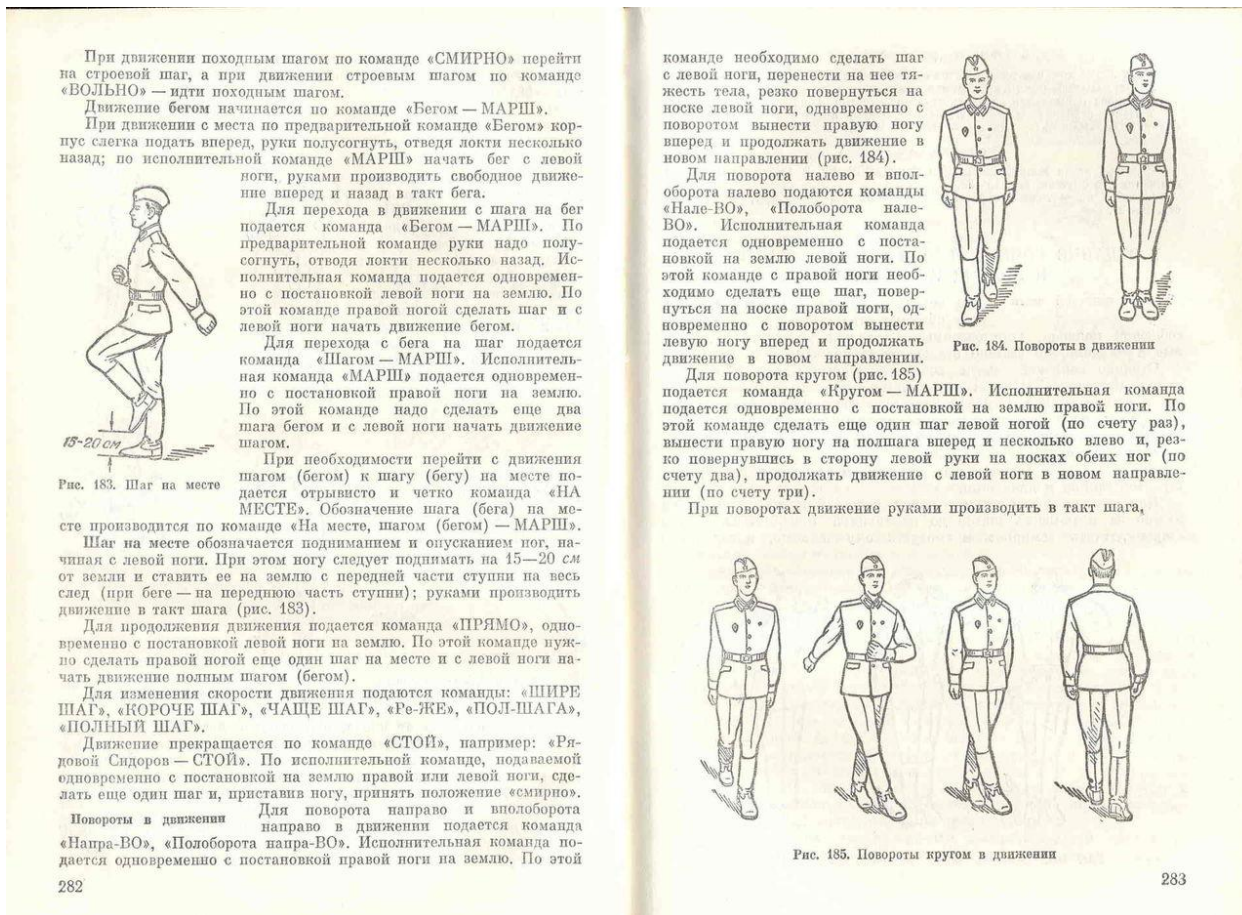 При движении походным шагом по команде «СМИРНО» перейти
на строевой шаг, а при движении строевым шагом по команде
«ВОЛЬНО» — идти походным шагом.
Движение бегом начинается по команде «Бегом — МАРШ».
При движении с места по предварительной команде «Бегом» кор-
пус слегка подать вперед, руки полусогнуть, отведя локти несколько
назад; по исполнительной команде «МАРШ» начать бег с левой
ноги, руками производить свободное движе-
ние вперед и назад в такт бега.
Для перехода в движении с шага на бег
подается команда «Бегом — МАРШ». По
предварительной команде руки надо полу-
согнуть, отводя локти несколько назад. Ис-
полнительная команда подается одновремен-
но с постановкой левой ноги на землю. По
этой команде правой ногой сделать шаг и с
левой ноги начать движение бегом.
Для перехода с бега на шаг подается
команда «Шагом — МАРШ». Исполнитель-
ная команда «МАРШ» подается одновремен-
но с постановкой правой ноги на землю.
По этой команде надо сделать еще два
шага бегом и с левой ноги начать движение
шагом.
При необходимости перейти с движения
шагом (бегом) к шагу (бегу) на месте по-
дается отрывисто и четко команда «НА
МЕСТЕ». Обозначение шага (бега) на ме-
сте производится по команде «На месте, шагом (бегом) — МАРШ».
15-20 см
Рис. 183. Шаг на месте
Шаг на месте обозначается подниманием и опусканием ног, на-
чиная с левой ноги. При этом ногу следует поднимать на 15—20 см
от земли и ставить ее на землю с передней части ступни на весь
след (при беге — на переднюю часть ступни); руками производить
движение в такт шага (рис. 183).
Для продолжения движения подается команда «ПРЯМО», одно-
временно с постановкой левой ноги на землю. По этой команде нуж-
но сделать правой ногой еще один шаг на месте и с левой ноги на-
чать движение полным шагом (бегом).
Для изменения скорости движения подаются команды: «ШИРЕ
ШАГ», «КОРОЧЕ ШАГ», «ЧАЩЕ ШАГ», «Ре-ЖЕ», «ПОЛ-ШАГА»,
«ПОЛНЫЙ ШАГ».
Движение прекращается по команде «СТОЙ», например: «Ря-
довой Сидоров — СТОЙ». По исполнительной команде, подаваемой
одновременно с постановкой на землю правой или левой ноги, сде-
лать еще один шаг и, приставив ногу, принять положение «смирно».
Повороты в движении
Для поворота направо и вполоборота
направо в движении подается команда
«Напра-ВО», «Полоборота напра-ВО». Исполнительная команда по-
дается одновременно с постановкой правой ноги на землю. По этой
282
команде необходимо сделать шаг
с левой ноги, перенести на нее тя-
жесть тела, резко повернуться на
носке левой ноги, одновременно с
поворотом вынести правую ногу
вперед и продолжать движение в
новом направлении (рис. 184).
Для поворота налево и впол-
оборота налево подаются команды
«Нале-ВО», «Полоборота нале-
ВО». Исполнительная команда
подается одновременно с поста-
новкой на землю левой ноги. По
этой команде с правой ноги необ-
ходимо сделать еще шаг, повер-
нуться на носке правой ноги, од-
новременно с поворотом вынести
левую ногу вперед и продолжать
движение в новом направлении.
Рис. 184. Повороты в движении
Для поворота кругом (рис. 185)
подается команда «Кругом — МАРШ». Исполнительная команда
подается одновременно с постановкой на землю правой ноги. По
этой команде сделать еще один шаг левой ногой (по счету раз),
вынести правую ногу на полшага вперед и несколько влево и, рез-
ко повернувшись в сторону левой руки на носках обеих ног (по
счету два), продолжать движение с левой ноги в новом направле-
нии (по счету три).
При поворотах движение руками производить в такт шага,
Рис. 185. Повороты кругом в движении
283